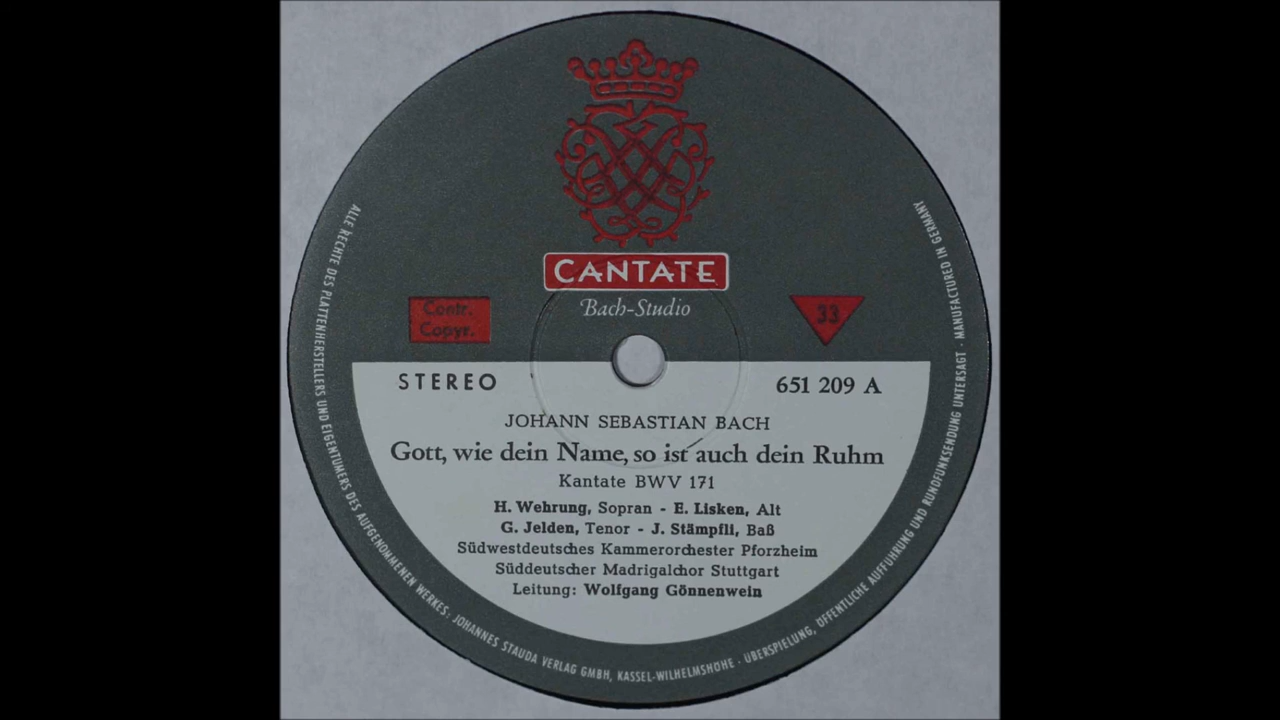 CANTATE
Bach-Studio
Contr.
Copyr.
33
STEREO
651 209 A
JOHANN SEBASTIAN BACH
Gott, wie dein Name, so ist auch dein Ruhm
Kantate BWV 171
H. Wehrung, Sopran - E. Lisken, Alt
G. Jelden, Tenor - J. Stämpfli, Baß
Südwestdeutsches Kammerorchester Pforzheim
Süddeutscher Madrigalchor Stuttgart
Leitung: Wolfgang Gönnenwein
ALLE RECHTE DES PLATTENHERSTELLERS UND EIGENTUMERS DES AUFGENOMMENEN WERKES: JOHANNES STAUDA VERLAG GMBH, KASSEL-WILHELMSHÖHE · ÜBERSPIELUNG, ÖFFENTLICHE AUFFÜHRUNG UND RUNDFUNKSENDUNG UNTERSAGT · MANUFACTURED IN GERMANY